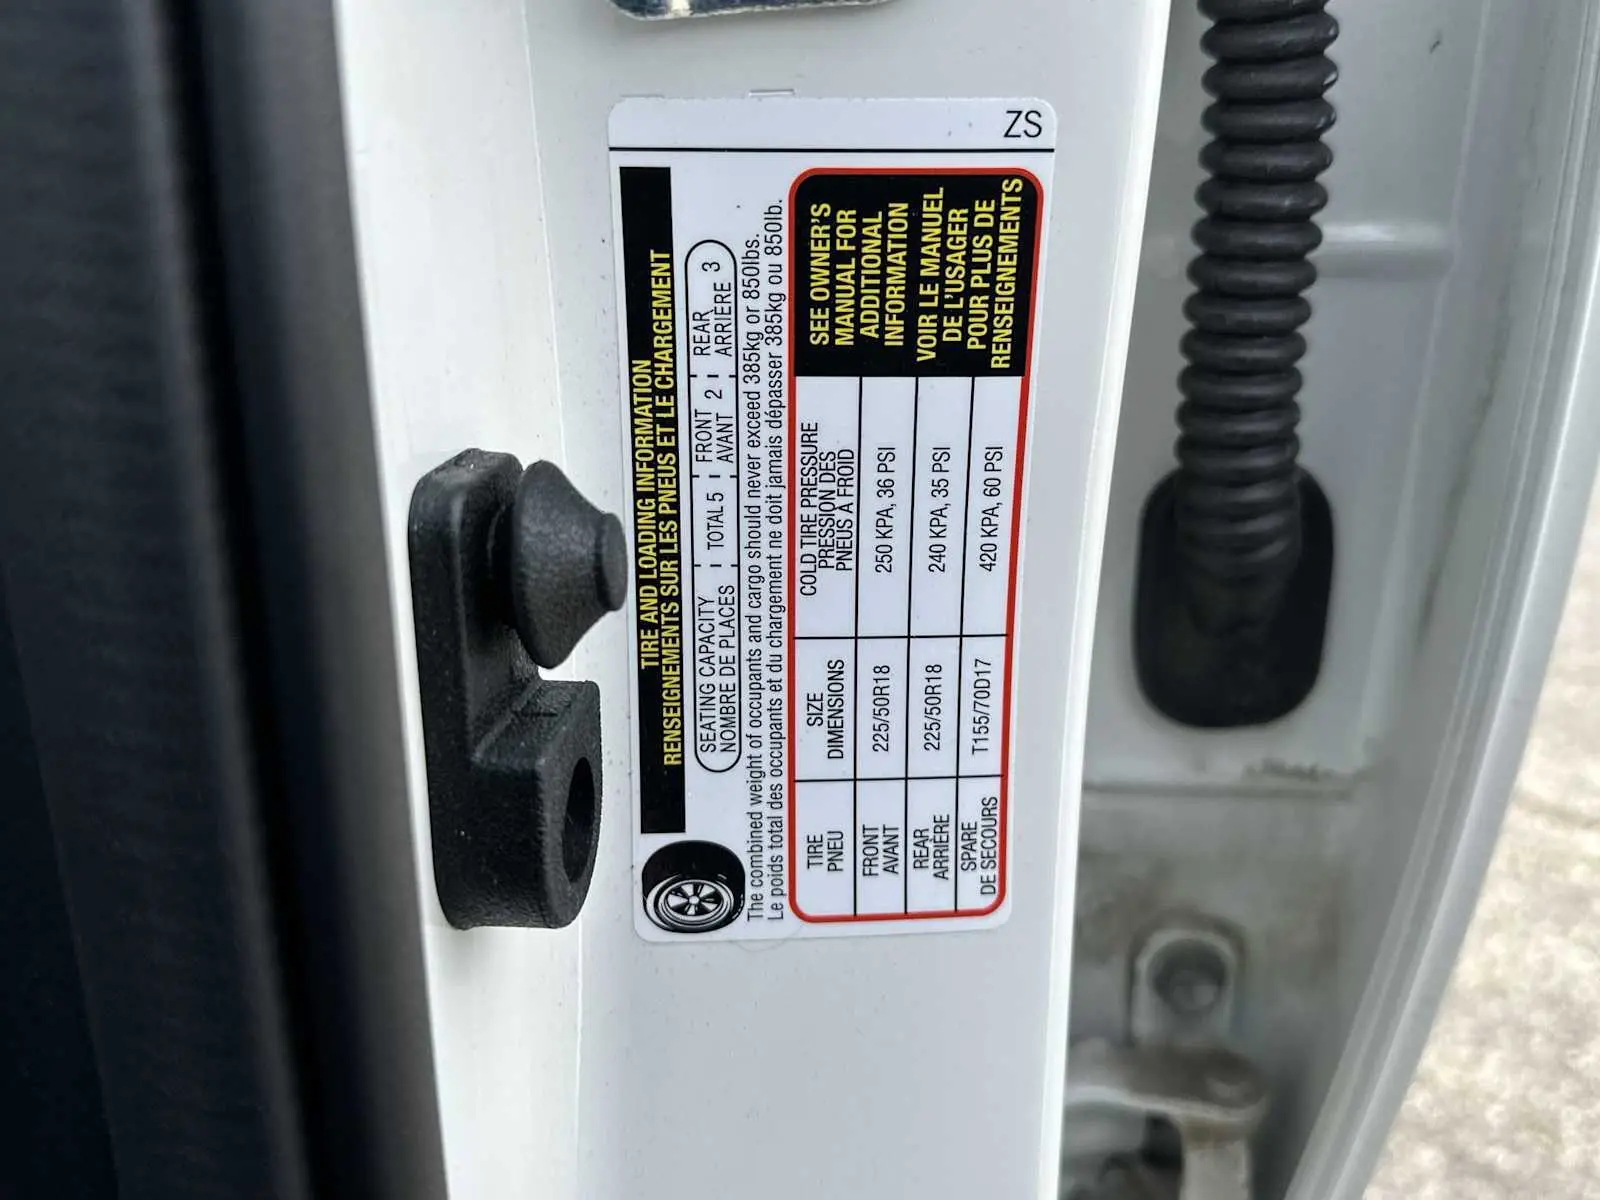 ZS
TIRE AND LOADING INFORMATION
RENSEIGNEMENTS SUR LES PNEUS ET LE CHARGEMENT
SEATING CAPACITY TOTAL 5 FRONT 2 REAR 3
NOMBRE DE PLACES AVANT ARRIÈRE
The combined weight of occupants and cargo should never exceed 385kg or 850lbs.
Le poids total des occupants et du chargement ne doit jamais dépasser 385kg ou 850lb.
TIRE
PNEU
SIZE
DIMENSIONS
COLD TIRE PRESSURE
PRESSION DES
PNEUS À FROID
FRONT
AVANT
225/50R18
250 KPA, 36 PSI
REAR
ARRIÈRE
225/50R18
240 KPA, 35 PSI
SPARE
DE SECOURS
T155/70D17
420 KPA, 60 PSI
SEE OWNER'S
MANUAL FOR
ADDITIONAL
INFORMATION
VOIR LE MANUEL
DE L'USAGER
POUR PLUS DE
RENSEIGNEMENTS